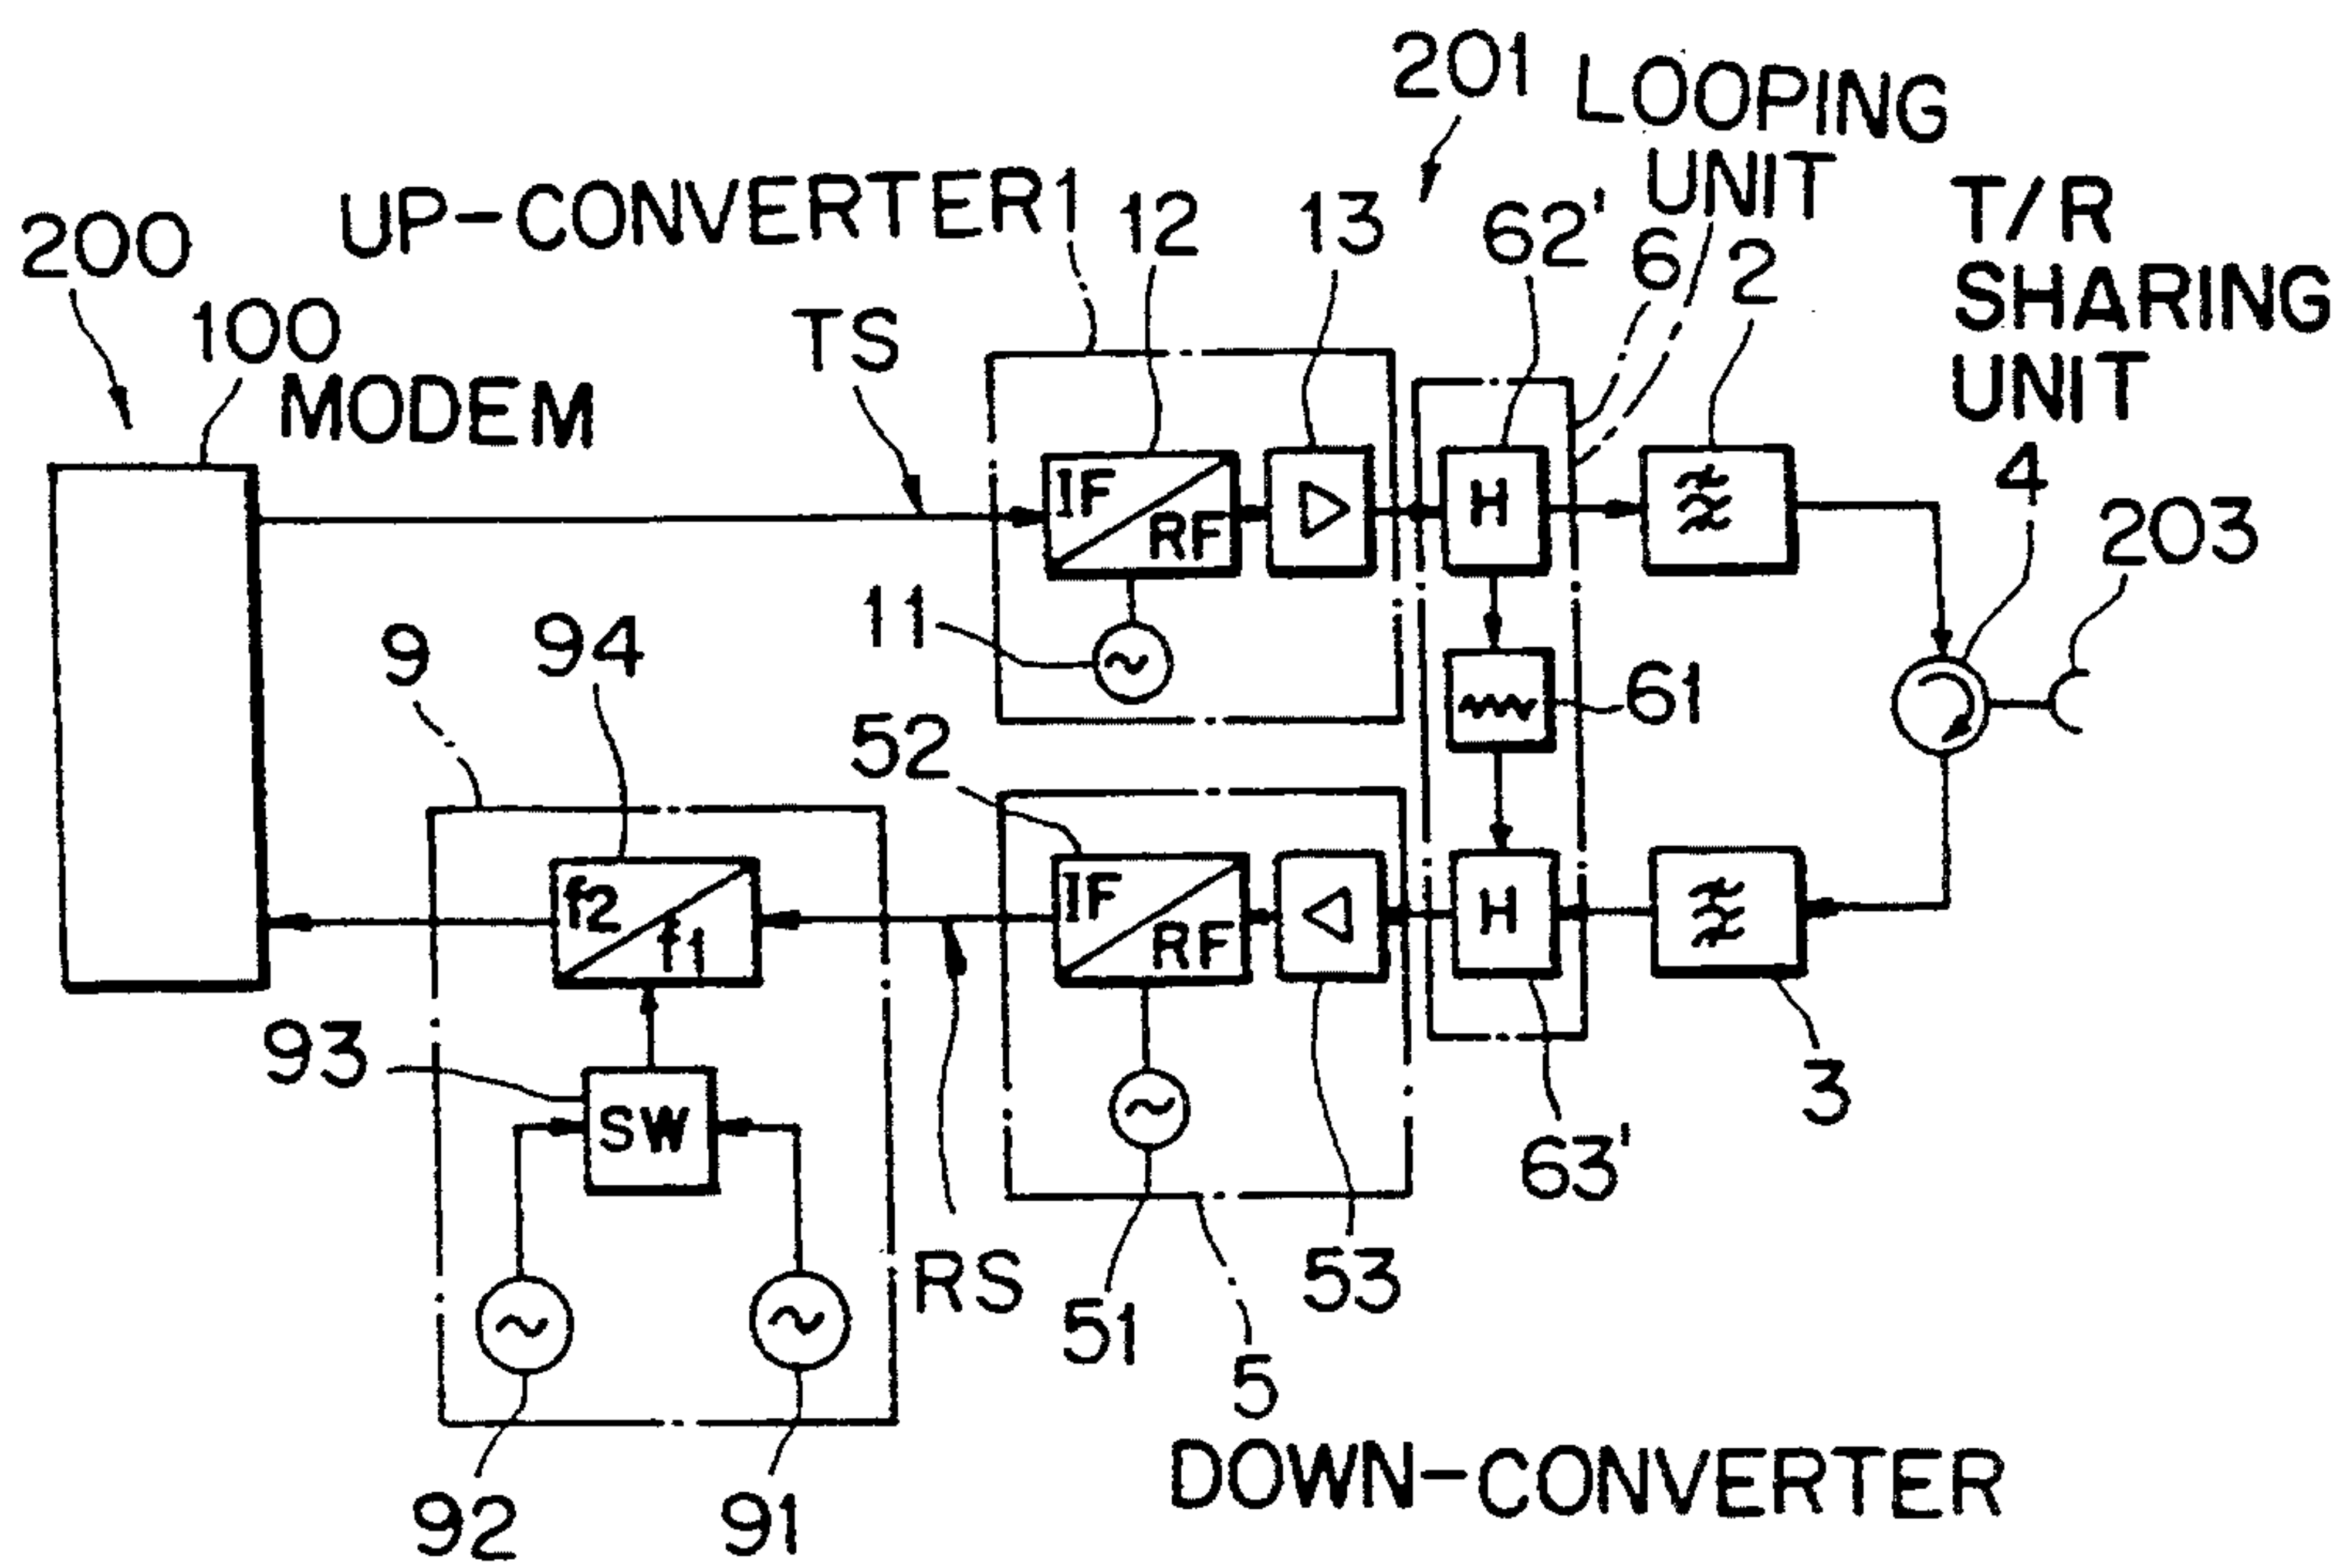 201
LOOPING
UNIT
UP-CONVERTER 1
12
13
62'
6
2
T/R
SHARING
UNIT
200
100
MODEM
TS
4
203
IF
RF
H
11
61
9
94
52
f2
f1
IF
RF
H
93
SW
3
63'
RS
51
53
5
92
91
DOWN-CONVERTER